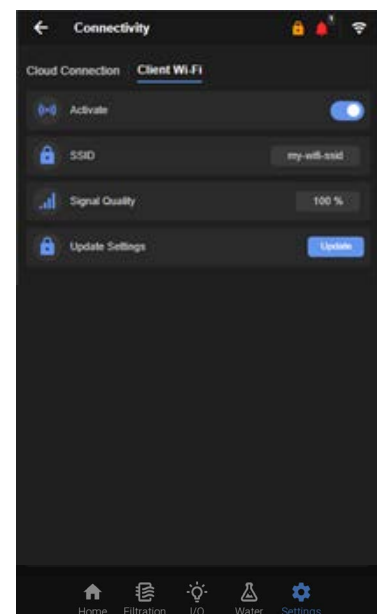 Connectivity
Cloud Connection Client Wi-Fi
Activate
SSID my-wifi-ssid
Signal Quality 100 %
Update Settings Update
Home Filtration I/O Water Settings